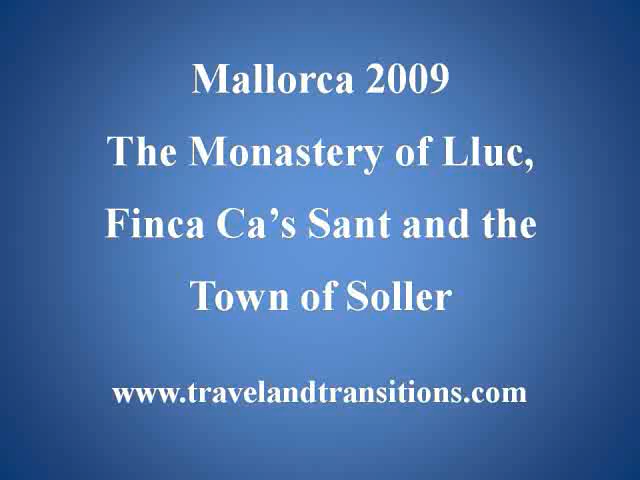 Mallorca 2009
The Monastery of Lluc,
Finca Ca’s Sant and the
Town of Soller
www.travelandtransitions.com